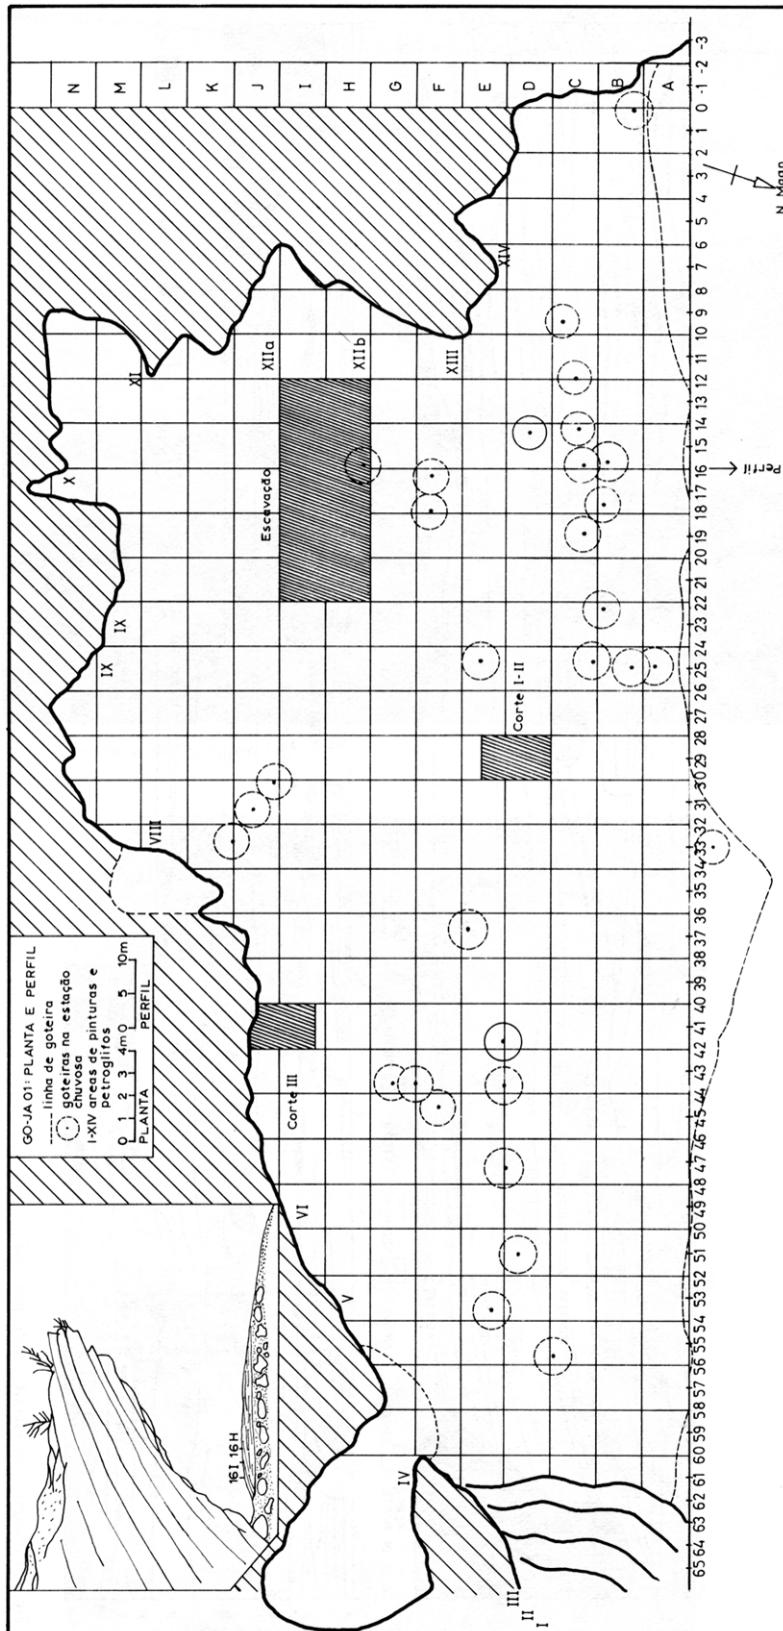 GO-JA 01: PLANTA E PERFIL
linha de goteira
goteiras na estação
chuvosa
I-XIV areas de pinturas e
petroglifos
0 1 2 3 4m 0 5 10m
PLANTA PERFIL
16I 16H
N
M
L
K
J
I
H
G
F
E
D
C
B
A
I
II
III
IV
V
VI
VIII
IX
IX
X
XI
XIIa
XIIb
XIII
XIV
Corte III
Corte I-II
Escavação
Perfil
N. Magn.
65 64 63 62 61 60 59 58 57 56 55 54 53 52 51 50 49 48 47 46 45 44 43 42 41 40 39 38 37 36 35 34 33 32 31 30 29 28 27 26 25 24 23 22 21 20 19 18 17 16 15 14 13 12 11 10 9 8 7 6 5 4 3 2 1 0 -1 -2 -3